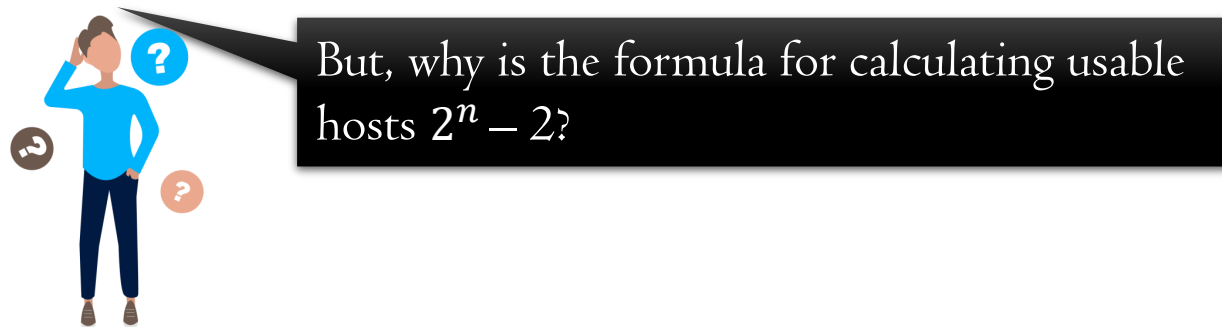 ?
But, why is the formula for calculating usable
hosts 2ⁿ – 2?
?
?